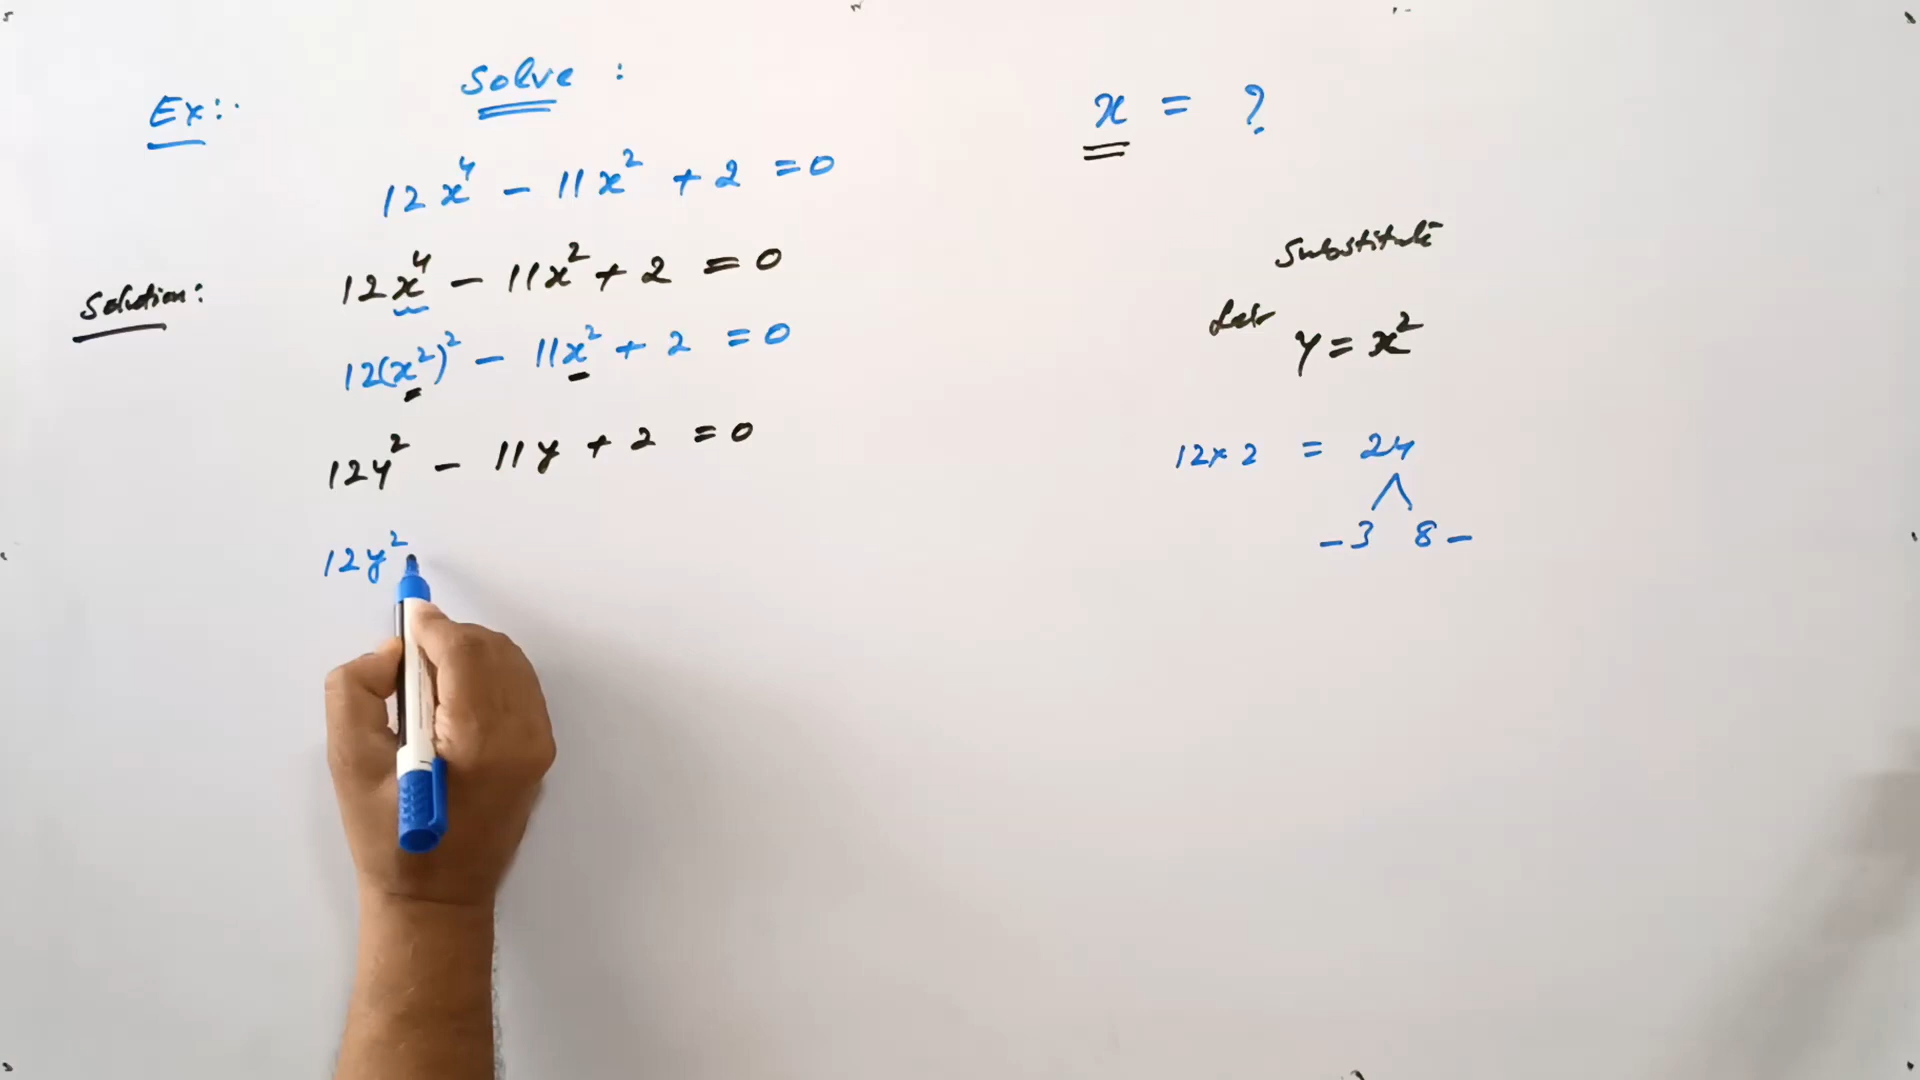 Ex:.
Solve :
12x⁴ - 11x² + 2 = 0
x = ?
Solution:
12x⁴ - 11x² + 2 = 0
12(x²)² - 11x² + 2 = 0
12y² - 11y + 2 = 0
12y²
Substitute
Let y = x²
12 x 2 = 24
-3 8-